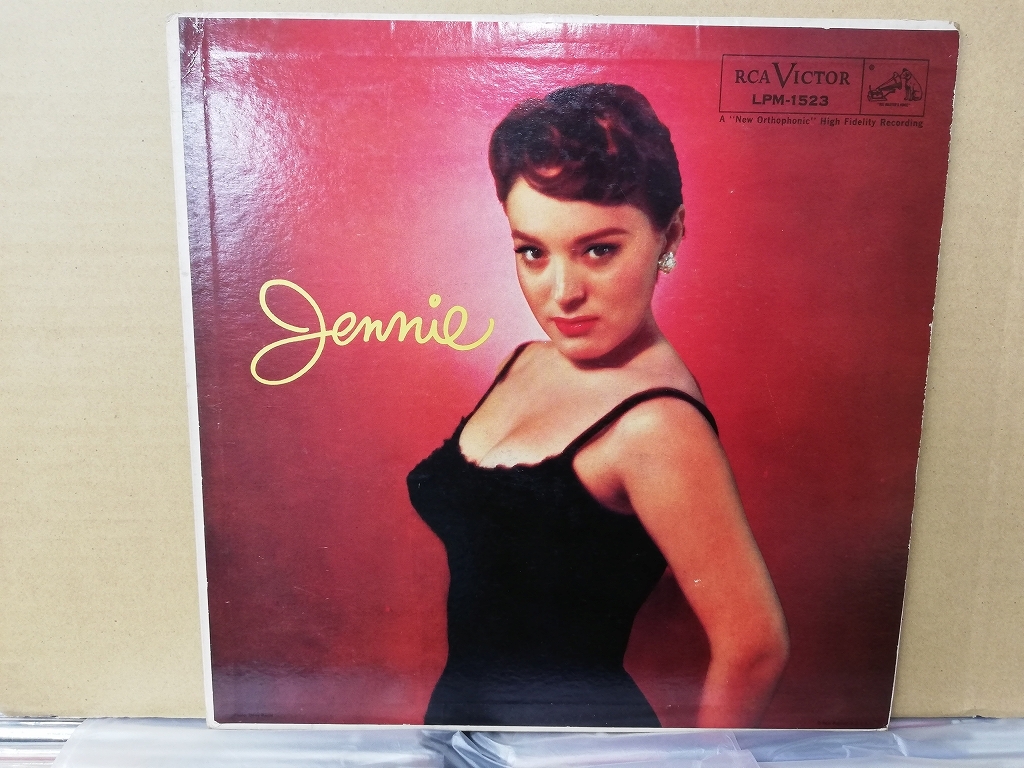 RCA VICTOR
LPM-1523
A "New Orthophonic" High Fidelity Recording
Jennie